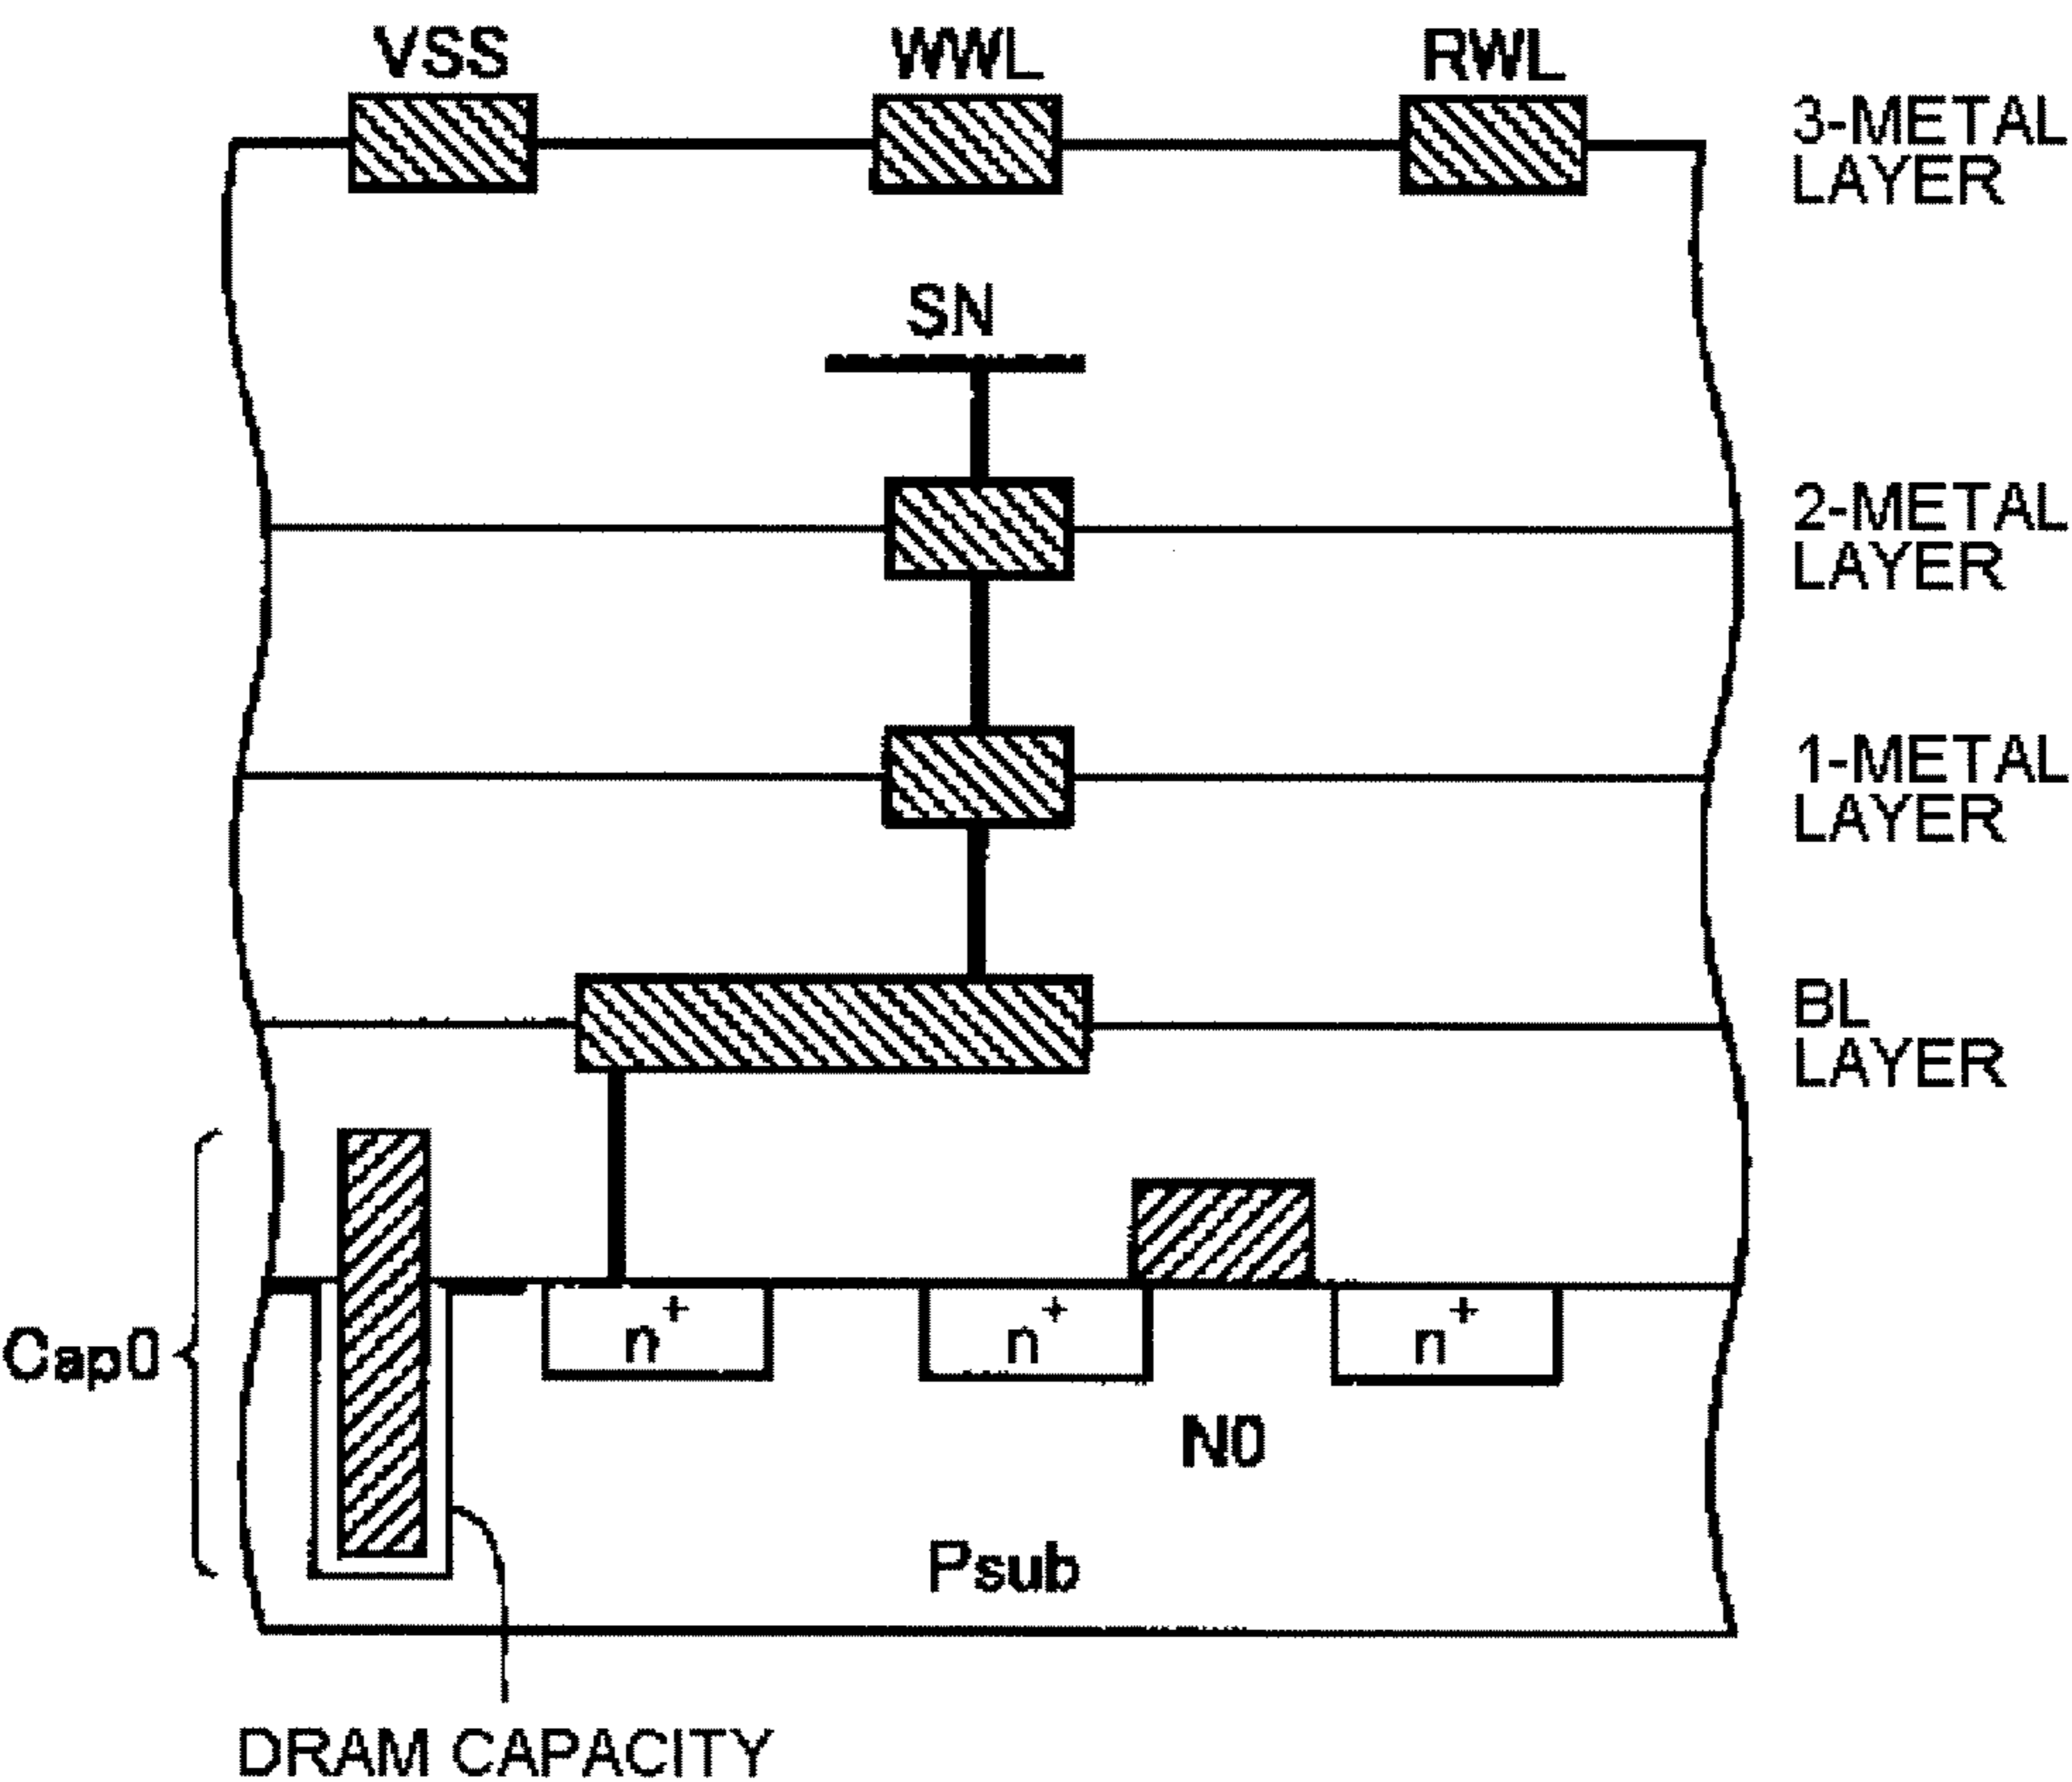 VSS WWL RWL
3-METAL
LAYER
SN
2-METAL
LAYER
1-METAL
LAYER
BL
LAYER
Cap0
n+ n+ n+
N0
Psub
DRAM CAPACITY